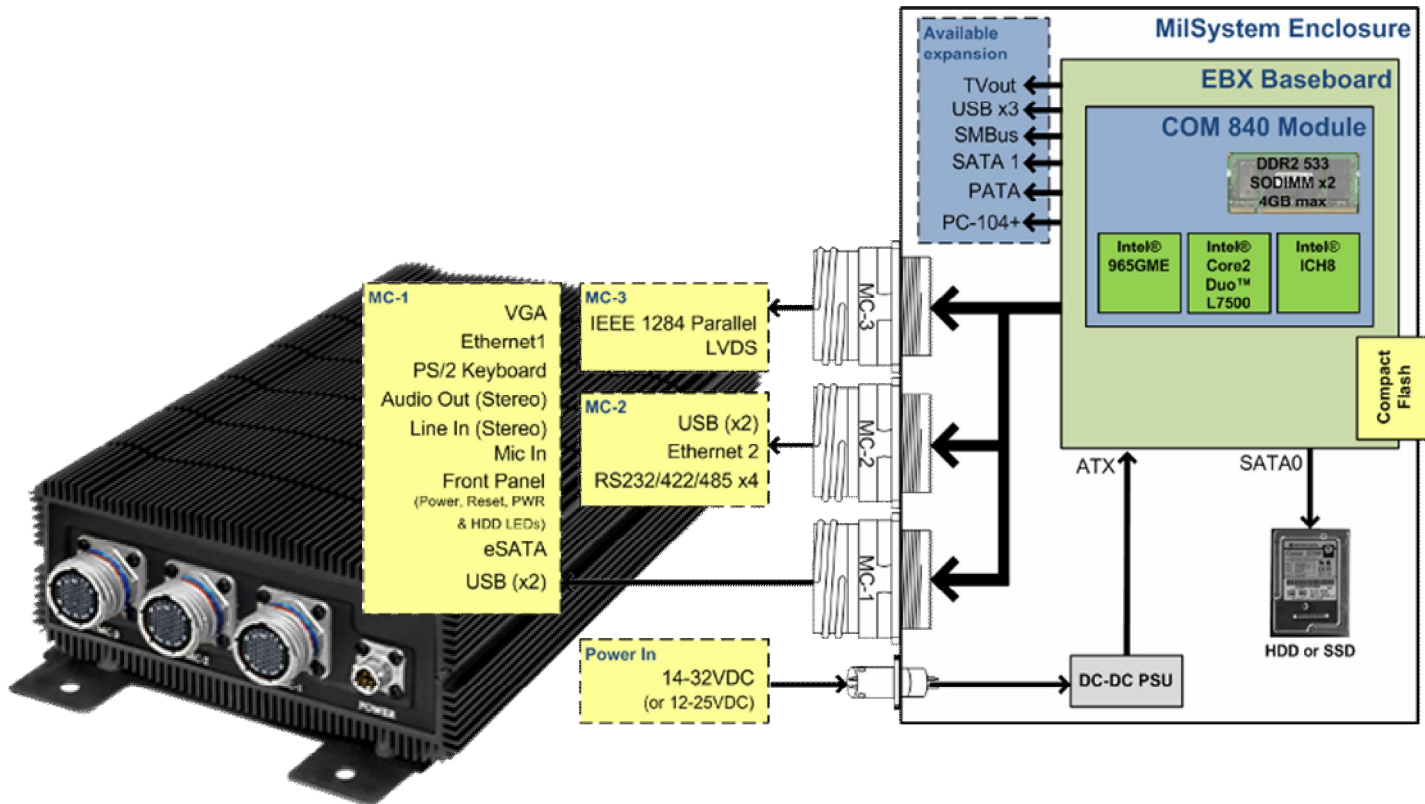 MilSystem Enclosure
Available
expansion
TVout
USB x3
SMBus
SATA 1
PATA
PC-104+
EBX Baseboard
COM 840 Module
DDR2 533
SODIMM x2
4GB max
Intel®
965GME
Intel®
Core2
Duo™
L7500
Intel®
ICH8
Compact
Flash
MC-1
VGA
Ethernet1
PS/2 Keyboard
Audio Out (Stereo)
Line In (Stereo)
Mic In
Front Panel
(Power, Reset, PWR
& HDD LEDs)
eSATA
USB (x2)
MC-3
IEEE 1284 Parallel
LVDS
MC-2
USB (x2)
Ethernet 2
RS232/422/485 x4
MC-3
MC-2
MC-1
ATX
SATA0
HDD or SSD
Power In
14-32VDC
(or 12-25VDC)
DC-DC PSU
POWER